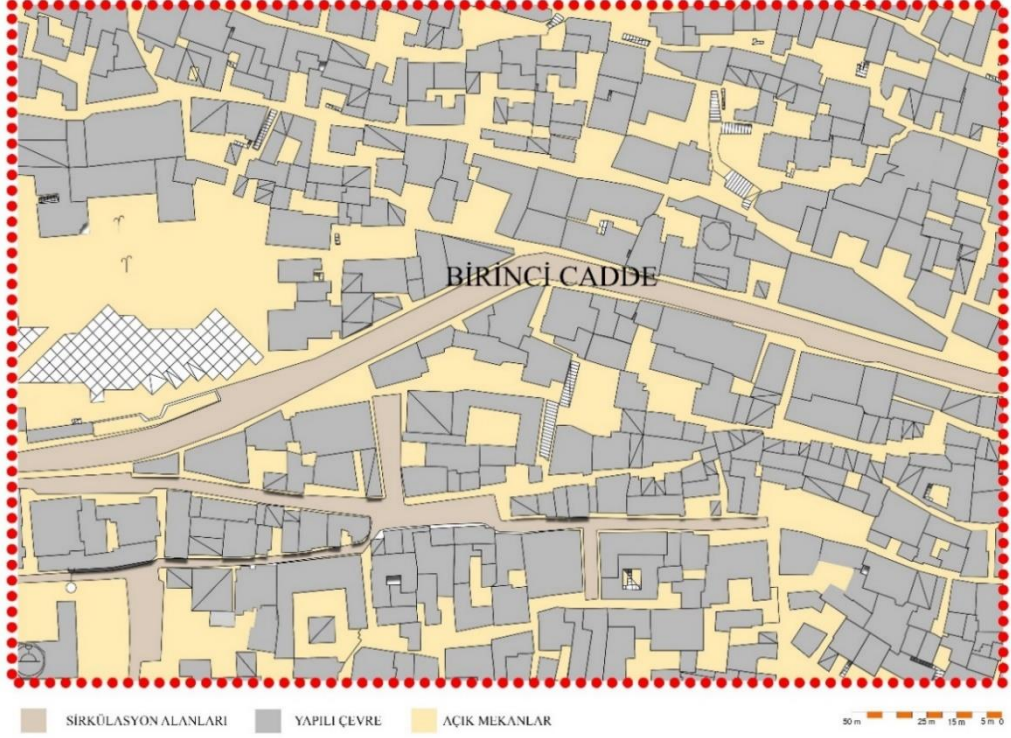 BİRİNCİ CADDE
SİRKÜLASYON ALANLARI
YAPILI ÇEVRE
AÇIK MEKANLAR
50 m 25 m 15 m 5 m 0